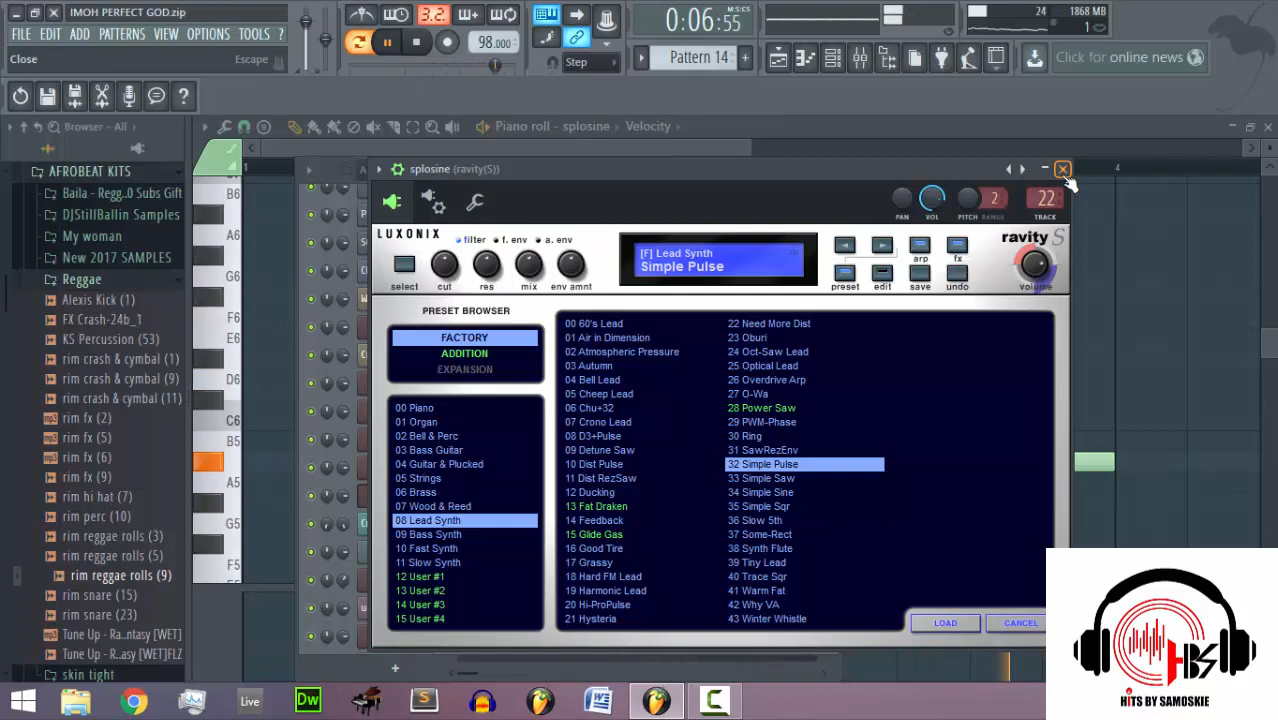 IMOH PERFECT GOD.zip
FILE EDIT ADD PATTERNS VIEW OPTIONS TOOLS ?
Close Escape
3.2.
98.000
0:06:55
M:S:CS
24 1868 MB
1
Step
Pattern 14
Click for online news
Browser - All
Piano roll - splosine
Velocity
AFROBEAT KITS
Baila - Regg..0 Subs Gift
DJStillBallin Samples
My woman
New 2017 SAMPLES
Reggae
Alexis Kick (1)
FX Crash-24b_1
KS Percussion (53)
rim crash & cymbal (1)
rim crash & cymbal (9)
rim crash & cymbal (11)
rim fx (2)
rim fx (5)
rim fx (6)
rim fx (9)
rim hi hat (7)
rim perc (10)
rim reggae rolls (3)
rim reggae rolls (5)
rim reggae rolls (9)
rim snare (15)
rim snare (23)
Tune Up - Ra..ntasy [WET]
Tune Up - R..asy [WET]FLZ
skin tight
B6
A6
G6
F6
E6
D6
C6
B5
A5
G5
F5
E5
1
4
splosine (ravity(S))
PAN VOL PITCH RANGE TRACK
2
22
LUXONIX
filter f. env a. env
select cut res mix env amnt
[F] Lead Synth
Simple Pulse
arp fx
preset edit save undo
ravity S
volume
PRESET BROWSER
FACTORY
ADDITION
EXPANSION
00 Piano
01 Organ
02 Bell & Perc
03 Bass Guitar
04 Guitar & Plucked
05 Strings
06 Brass
07 Wood & Reed
08 Lead Synth
09 Bass Synth
10 Fast Synth
11 Slow Synth
12 User #1
13 User #2
14 User #3
15 User #4
00 60's Lead
01 Air in Dimension
02 Atmospheric Pressure
03 Autumn
04 Bell Lead
05 Cheep Lead
06 Chu+32
07 Crono Lead
08 D3+Pulse
09 Detune Saw
10 Dist Pulse
11 Dist RezSaw
12 Ducking
13 Fat Draken
14 Feedback
15 Glide Gas
16 Good Tire
17 Grassy
18 Hard FM Lead
19 Harmonic Lead
20 Hi-ProPulse
21 Hysteria
22 Need More Dist
23 Oburi
24 Oct-Saw Lead
25 Optical Lead
26 Overdrive Arp
27 O-Wa
28 Power Saw
29 PWM-Phase
30 Ring
31 SawRezEnv
32 Simple Pulse
33 Simple Saw
34 Simple Sine
35 Simple Sqr
36 Slow 5th
37 Some-Rect
38 Synth Flute
39 Tiny Lead
40 Trace Sqr
41 Warm Fat
42 Why VA
43 Winter Whistle
LOAD CANCEL
Live
Dw
HBS
HITS BY SAMOSKIE